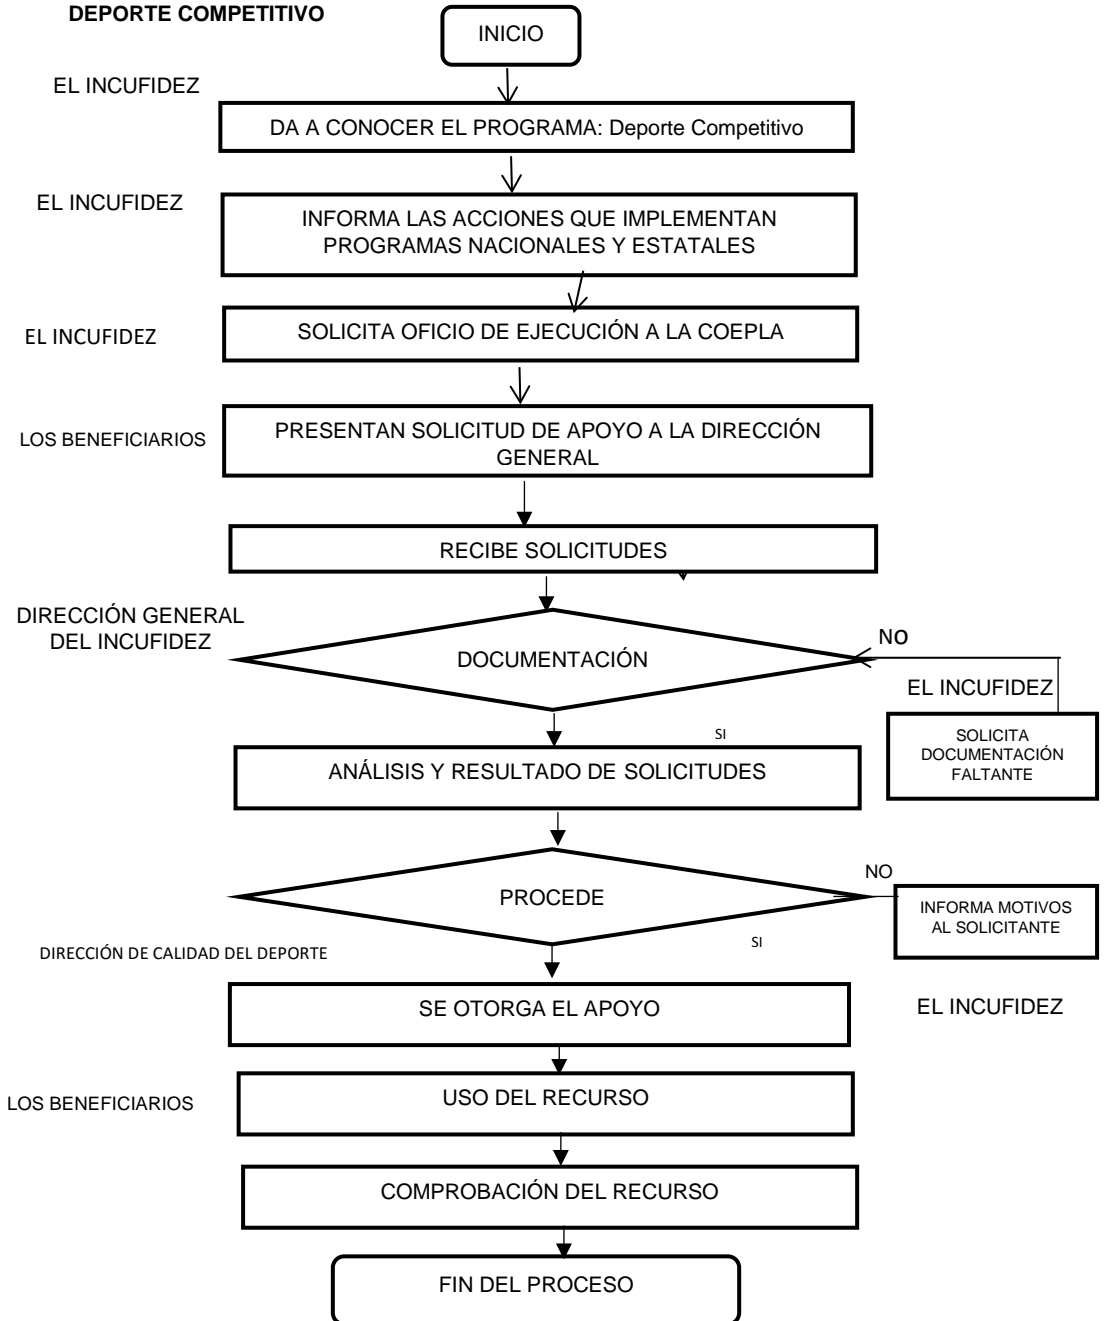 DEPORTE COMPETITIVO
INICIO
EL INCUFIDEZ
DA A CONOCER EL PROGRAMA: Deporte Competitivo
EL INCUFIDEZ
INFORMA LAS ACCIONES QUE IMPLEMENTAN
PROGRAMAS NACIONALES Y ESTATALES
EL INCUFIDEZ
SOLICITA OFICIO DE EJECUCIÓN A LA COEPLA
LOS BENEFICIARIOS
PRESENTAN SOLICITUD DE APOYO A LA DIRECCIÓN
GENERAL
RECIBE SOLICITUDES
DIRECCIÓN GENERAL
DEL INCUFIDEZ
DOCUMENTACIÓN
NO
EL INCUFIDEZ
SOLICITA
DOCUMENTACIÓN
FALTANTE
SI
ANÁLISIS Y RESULTADO DE SOLICITUDES
PROCEDE
NO
INFORMA MOTIVOS
AL SOLICITANTE
SI
DIRECCIÓN DE CALIDAD DEL DEPORTE
SE OTORGA EL APOYO
EL INCUFIDEZ
LOS BENEFICIARIOS
USO DEL RECURSO
COMPROBACIÓN DEL RECURSO
FIN DEL PROCESO